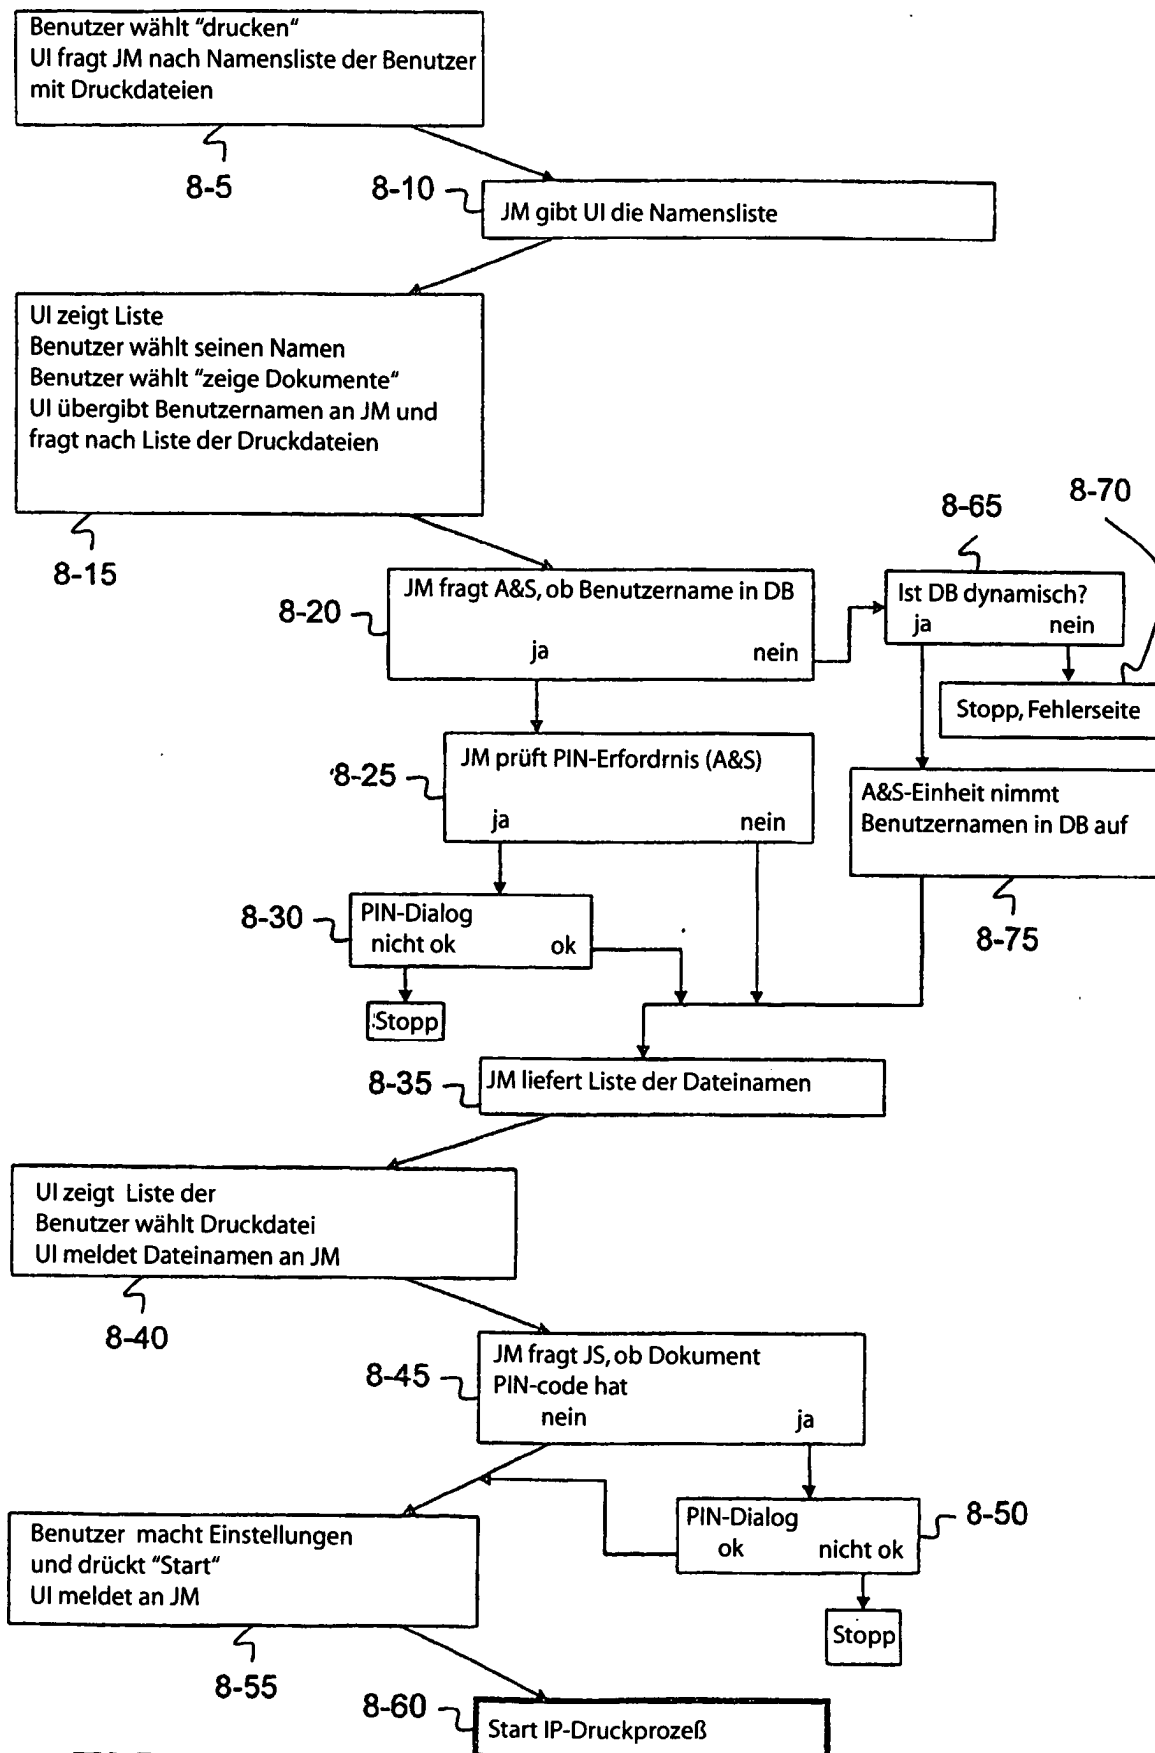 Benutzer wählt “drucken“
UI fragt JM nach Namensliste der Benutzer
mit Druckdateien
8-5
8-10
JM gibt UI die Namensliste
UI zeigt Liste
Benutzer wählt seinen Namen
Benutzer wählt “zeige Dokumente“
UI übergibt Benutzernamen an JM und
fragt nach Liste der Druckdateien
8-15
8-20
JM fragt A&S, ob Benutzername in DB
ja nein
8-65
8-70
Ist DB dynamisch?
ja nein
Stopp, Fehlerseite
8-25
JM prüft PIN-Erfordrnis (A&S)
ja nein
A&S-Einheit nimmt
Benutzernamen in DB auf
8-75
8-30
PIN-Dialog
nicht ok ok
Stopp
8-35
JM liefert Liste der Dateinamen
UI zeigt Liste der
Benutzer wählt Druckdatei
UI meldet Dateinamen an JM
8-40
8-45
JM fragt JS, ob Dokument
PIN-code hat
nein ja
8-50
PIN-Dialog
ok nicht ok
Stopp
Benutzer macht Einstellungen
und drückt “Start“
UI meldet an JM
8-55
8-60
Start IP-Druckprozeß